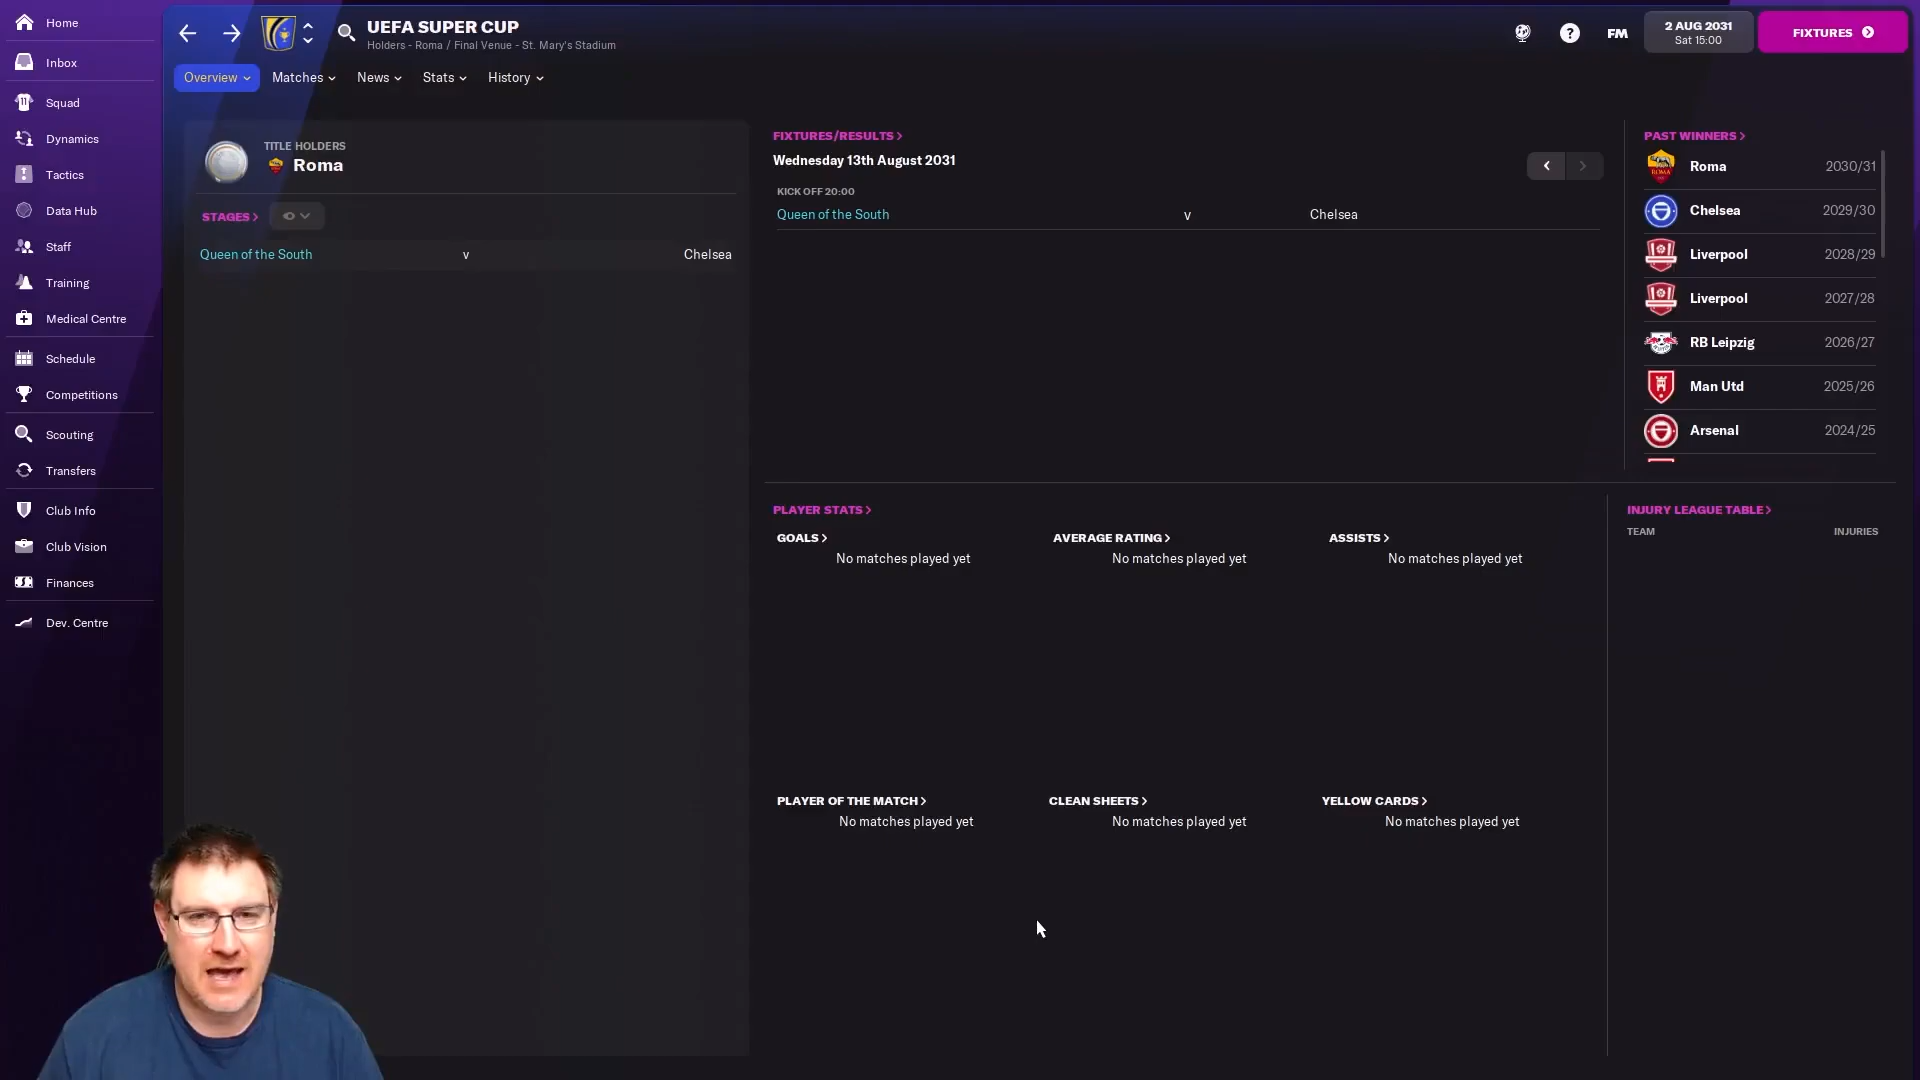 Home
Inbox
Squad
Dynamics
Tactics
Data Hub
Staff
Training
Medical Centre
Schedule
Competitions
Scouting
Transfers
Club Info
Club Vision
Finances
Dev. Centre
UEFA SUPER CUP
Holders - Roma / Final Venue - St. Mary's Stadium
FM
2 AUG 2031
Sat 15:00
FIXTURES
Overview
Matches
News
Stats
History
TITLE HOLDERS
Roma
STAGES
Queen of the South v Chelsea
FIXTURES/RESULTS
Wednesday 13th August 2031
KICK OFF 20:00
Queen of the South v Chelsea
PAST WINNERS
Roma 2030/31
Chelsea 2029/30
Liverpool 2028/29
Liverpool 2027/28
RB Leipzig 2026/27
Man Utd 2025/26
Arsenal 2024/25
PLAYER STATS
GOALS
No matches played yet
AVERAGE RATING
No matches played yet
ASSISTS
No matches played yet
PLAYER OF THE MATCH
No matches played yet
CLEAN SHEETS
No matches played yet
YELLOW CARDS
No matches played yet
INJURY LEAGUE TABLE
TEAM INJURIES